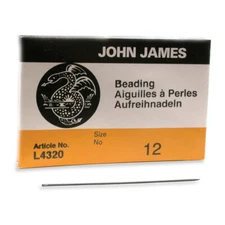 JOHN JAMES
Beading
Aiguilles à Perles
Aufreihnadeln
Article No.
L4320
Size
No
12